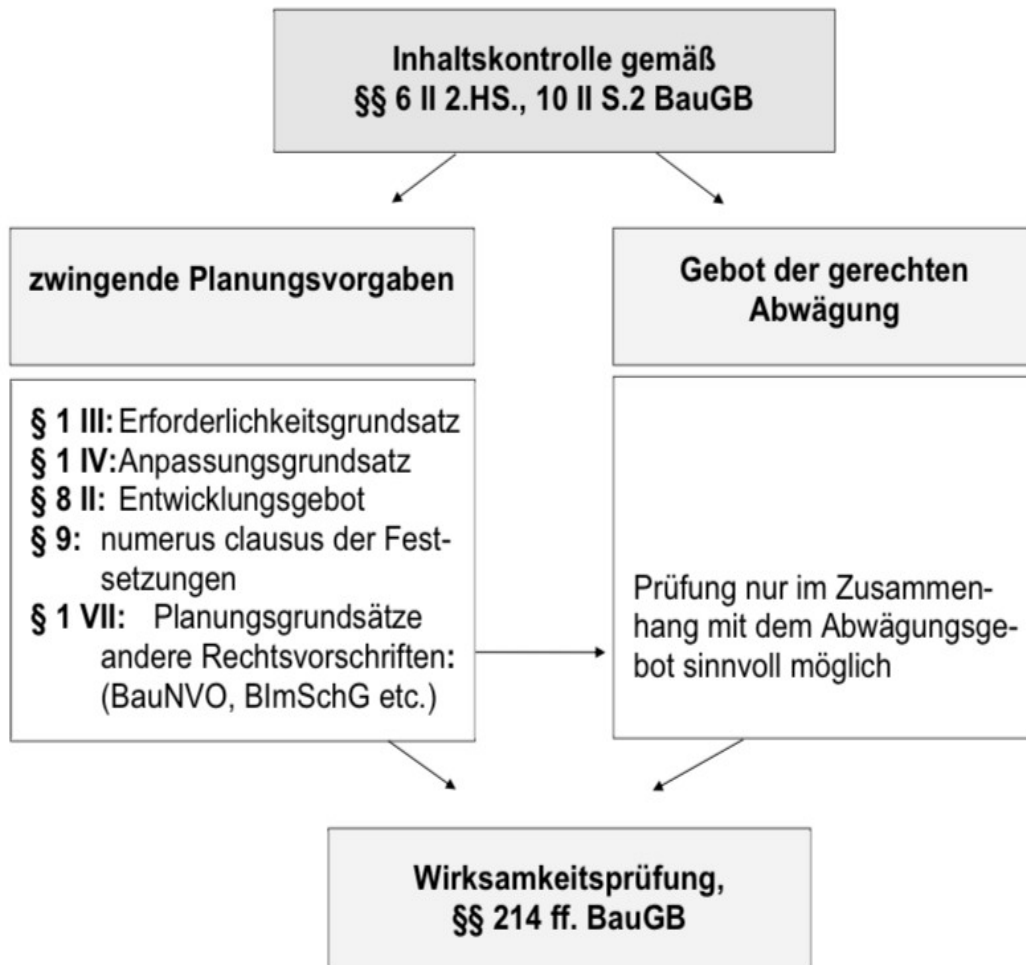 Inhaltskontrolle gemäß
§§ 6 II 2.HS., 10 II S.2 BauGB
zwingende Planungsvorgaben
Gebot der gerechten
Abwägung
§ 1 III: Erforderlichkeitsgrundsatz
§ 1 IV: Anpassungsgrundsatz
§ 8 II: Entwicklungsgebot
§ 9: numerus clausus der Fest-
setzungen
§ 1 VII: Planungsgrundsätze
andere Rechtsvorschriften:
(BauNVO, BImSchG etc.)
Prüfung nur im Zusammen-
hang mit dem Abwägungsge-
bot sinnvoll möglich
Wirksamkeitsprüfung,
§§ 214 ff. BauGB